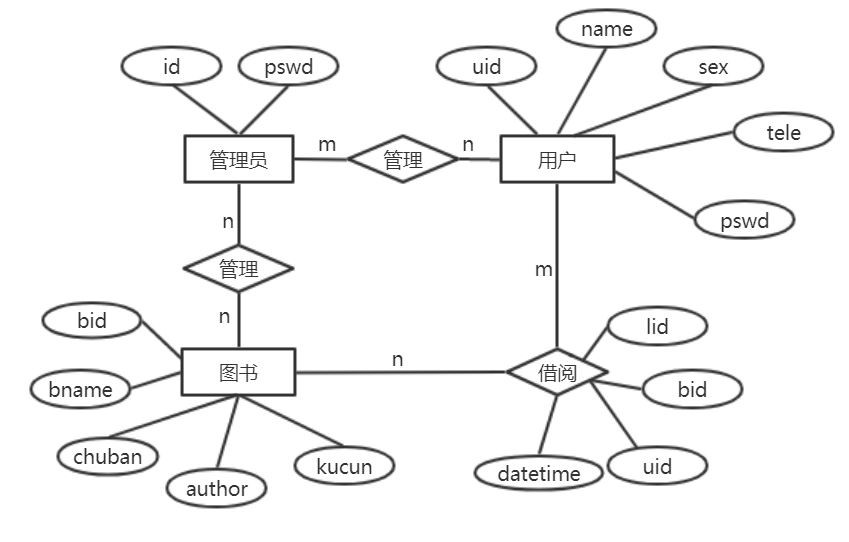 name
id
pswd
uid
sex
tele
管理员
m
管理
n
用户
pswd
n
管理
m
n
bid
lid
图书
n
借阅
bname
bid
chuban
kucun
author
datetime
uid